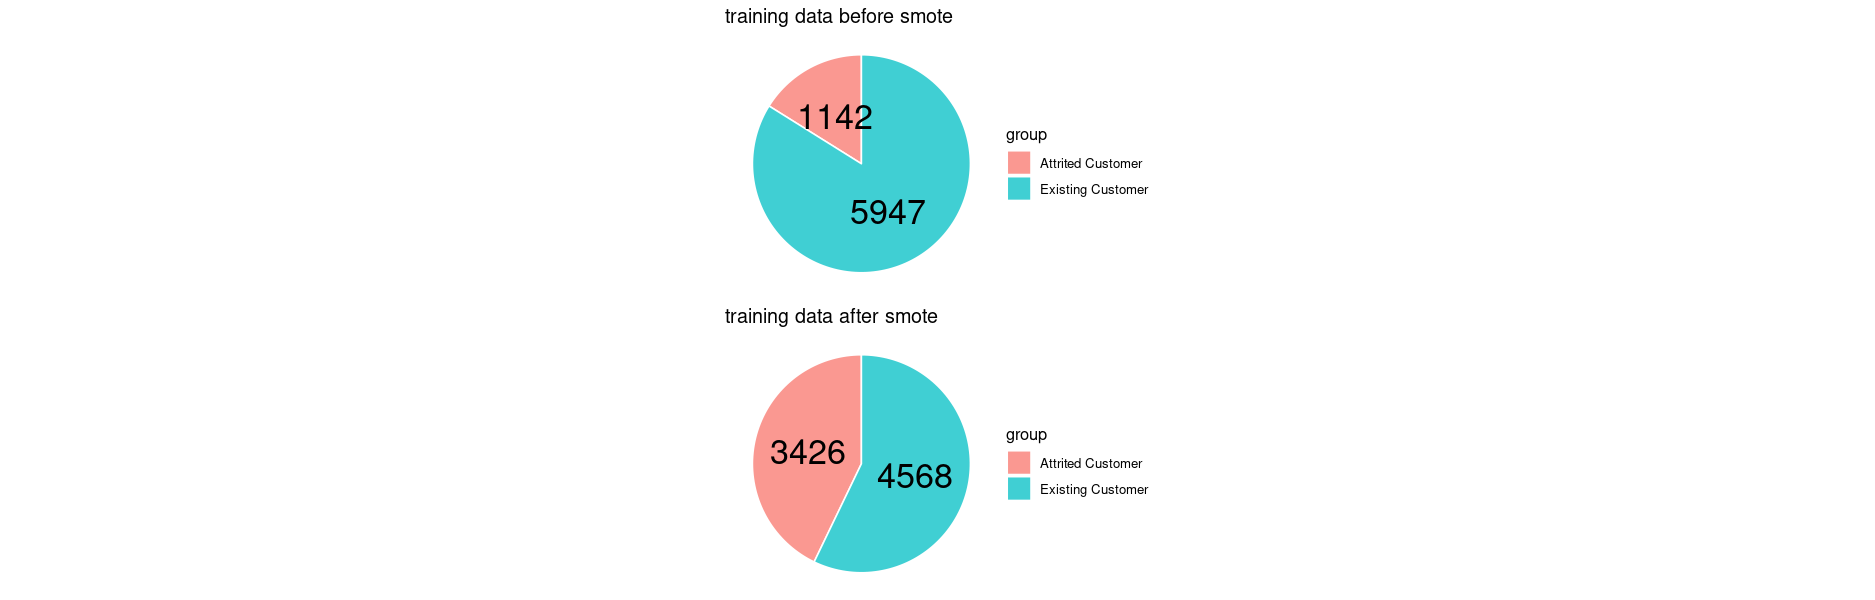 training data before smote
1142
5947
group
Attrited Customer
Existing Customer
training data after smote
3426
4568
group
Attrited Customer
Existing Customer